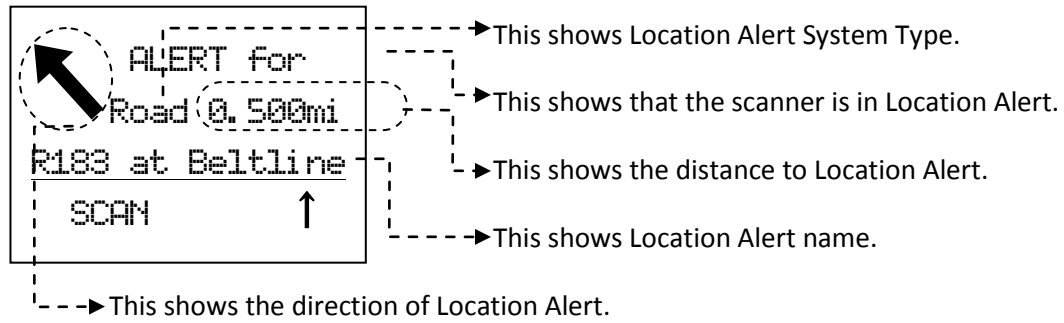 ALERT for
Road 0.500mi
R183 at Beltline
SCAN
This shows Location Alert System Type.
This shows that the scanner is in Location Alert.
This shows the distance to Location Alert.
This shows Location Alert name.
This shows the direction of Location Alert.